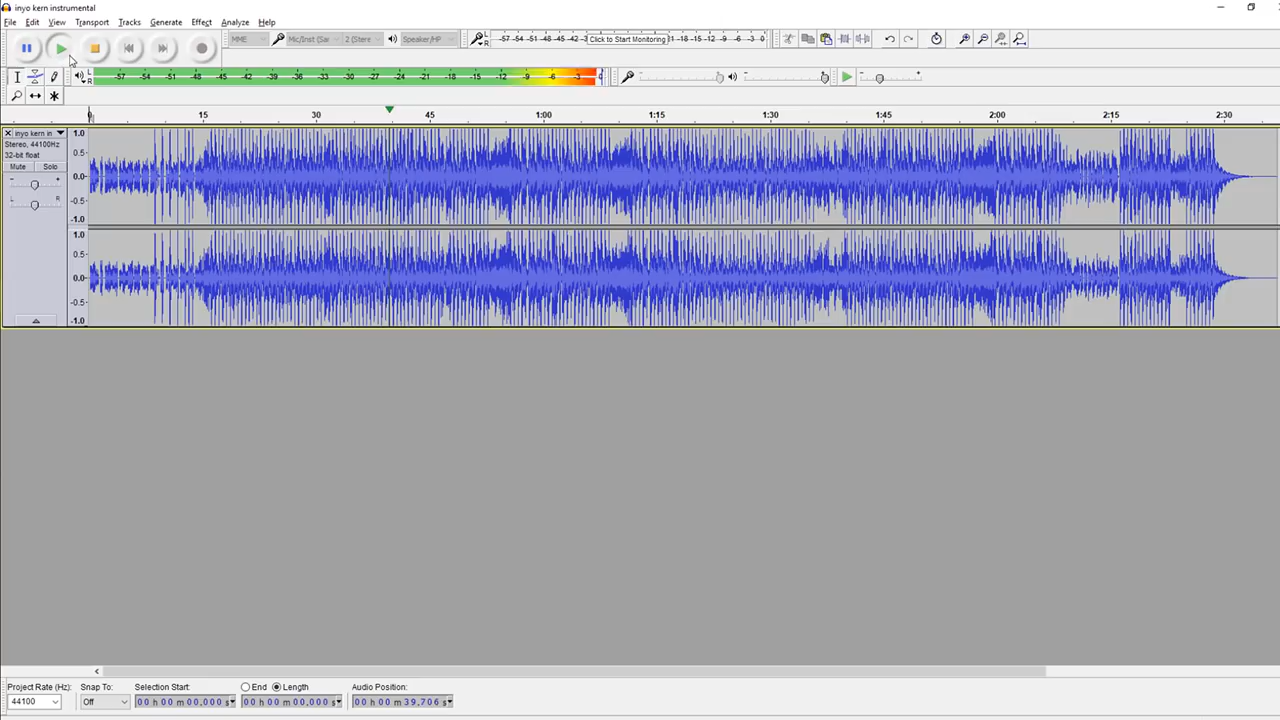 inyo kern instrumental
File Edit View Transport Tracks Generate Effect Analyze Help
MME Mic/Inst (Sai 2 (Stere Speaker/HP
-57 -54 -51 -48 -45 -42 -3 Click to Start Monitoring -18 -15 -12 -9 -6 -3 0
L
R
L
R
-57 -54 -51 -48 -45 -42 -39 -36 -33 -30 -27 -24 -21 -18 -15 -12 -9 -6 -3 0
0 15 30 45 1:00 1:15 1:30 1:45 2:00 2:15 2:30
inyo kern in
Stereo, 44100Hz
32-bit float
Mute Solo
- +
L R
1.0
0.5
0.0
-0.5
-1.0
1.0
0.5
0.0
-0.5
-1.0
Project Rate (Hz): Snap To: Selection Start: End Length Audio Position:
44100 Off 00 h 00 m 00,000 s 00 h 00 m 00,000 s 00 h 00 m 39,706 s